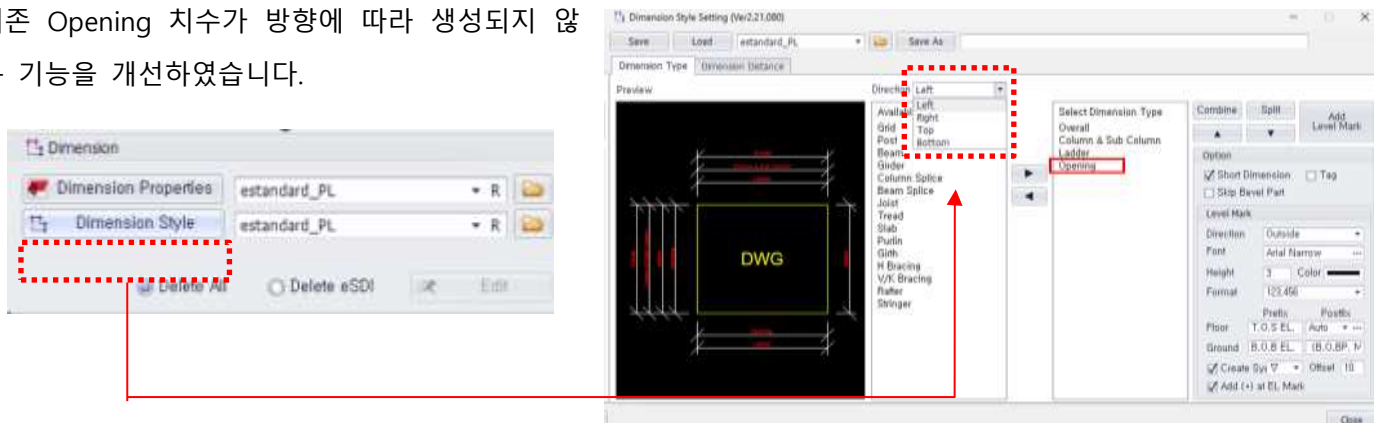 Opening 치수가 방향에 따라 생성되지 않
기능을 개선하였습니다.
Dimension
Dimension Properties
estandard_PL
R
Dimension Style
estandard_PL
R
Delete All
Delete eSDI
Edit
Dimension Style Setting (Ver2.21.080)
Save
Load
estandard_PL
Save As
Dimension Type
Dimension Distance
Preview
DWG
Direction
Left
Left
Right
Top
Bottom
Grid
Post
Beam
Girder
Column Splice
Beam Splice
Joist
Tread
Slab
Purlin
Girth
H Bracing
V/K Bracing
Rafter
Stringer
Select Dimension Type
Overall
Column & Sub Column
Ladder
Opening
Combine
Split
Add
Level Mark
Option
Short Dimension
Tag
Skip Bevel Part
Level Mark
Direction
Outside
Font
Arial Narrow
Height
3
Color
Format
123.456
Prefix
Postfix
Floor
T.O.S EL.
Auto
Ground
B.O.B EL.
(B.O.BP.
Create
Offset
10
Add (+) at EL Mark
Close